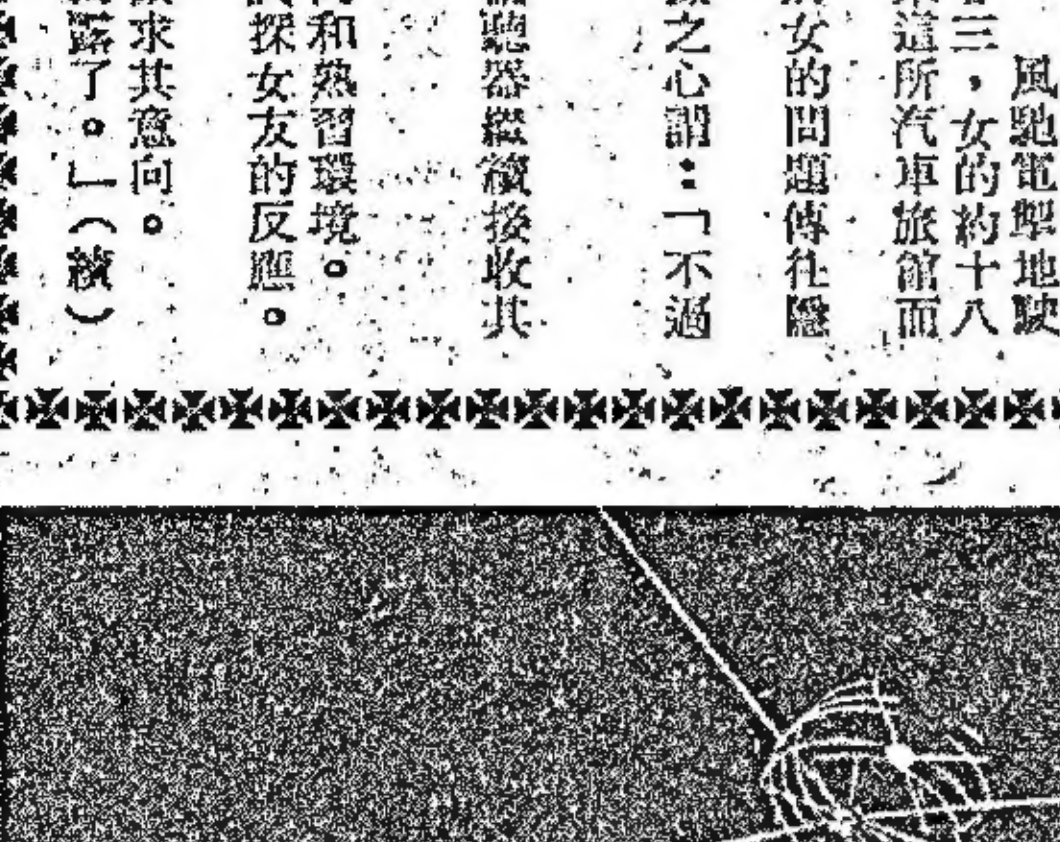 風馳電掣地駛
三，女的約十八
道所汽車旅館而
女的問題傳往隱
之心謂：「不過
聽器繼續接收其
和熟習環境。
探女友的反應。
求其意向。
露了。」（續）